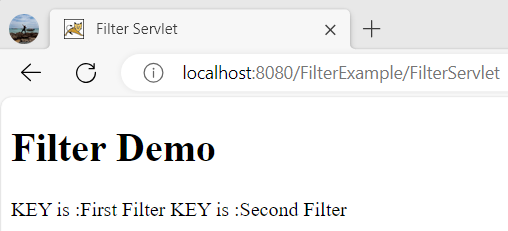 Filter Servlet
localhost:8080/FilterExample/FilterServlet
Filter Demo
KEY is :First Filter KEY is :Second Filter